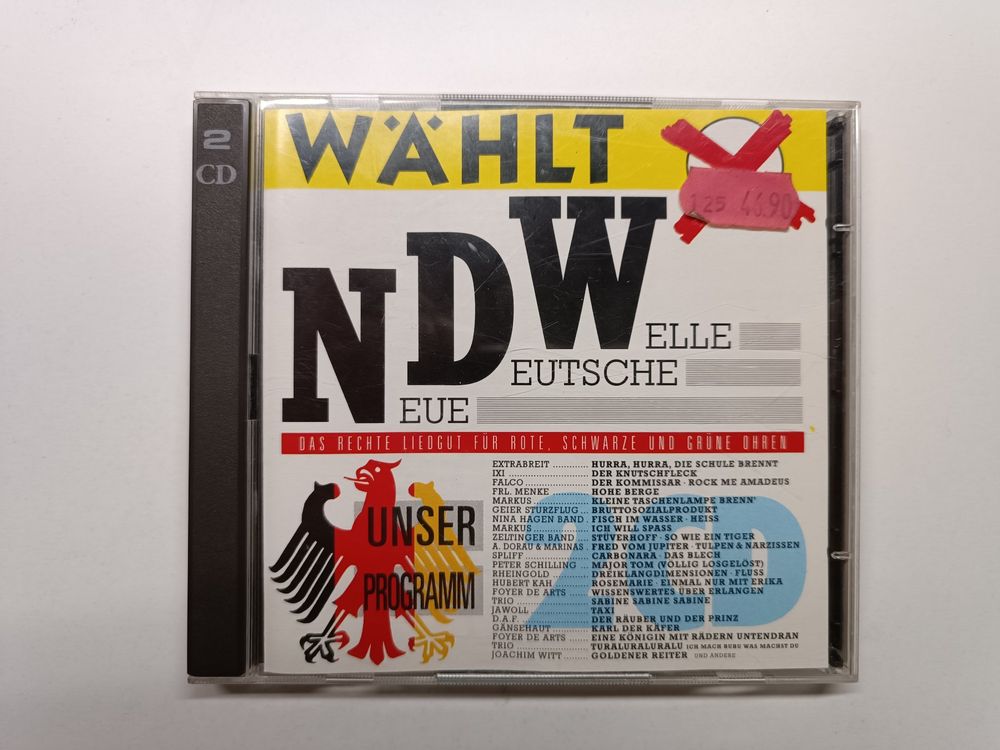 2
CD
WÄHLT
125 46.90
NDW
ELLE
EUTSCHE
EUE
DAS RECHTE LIEDGUT FÜR ROTE, SCHWARZE UND GRÜNE OHREN
UNSER
PROGRAMM
2CD
EXTRABREIT ........... HURRA, HURRA, DIE SCHULE BRENNT
IXI ........... DER KNUTSCHFLECK
FALCO ........... DER KOMMISSAR · ROCK ME AMADEUS
FRL. MENKE ........... HOHE BERGE
MARKUS ........... KLEINE TASCHENLAMPE BRENN'
GEIER STURZFLUG ... BRUTTOSOZIALPRODUKT
NINA HAGEN BAND . FISCH IM WASSER · HEISS
MARKUS ........... ICH WILL SPASS
ZELTINGER BAND .... STÜVERHOFF · SO WIE EIN TIGER
A. DORAU & MARINAS . FRED VOM JUPITER · TULPEN & NARZISSEN
SPLIFF ........... CARBONARA · DAS BLECH
PETER SCHILLING .... MAJOR TOM (VÖLLIG LOSGELÖST)
RHEINGOLD ........... DREIKLANGDIMENSIONEN · FLUSS
HUBERT KAH ........... ROSEMARIE · EINMAL NUR MIT ERIKA
FOYER DE ARTS ...... WISSENSWERTES ÜBER ERLANGEN
TRIO ........... SABINE SABINE SABINE
JAWOLL ........... TAXI
D.A.F. ........... DER RÄUBER UND DER PRINZ
GÄNSEHAUT ........... KARL DER KÄFER
FOYER DE ARTS ...... EINE KÖNIGIN MIT RÄDERN UNTENDRAN
TRIO ........... TURALURALURALU ICH MACH BUBU WAS MACHST DU
JOACHIM WITT ...... GOLDENER REITER UND ANDERE